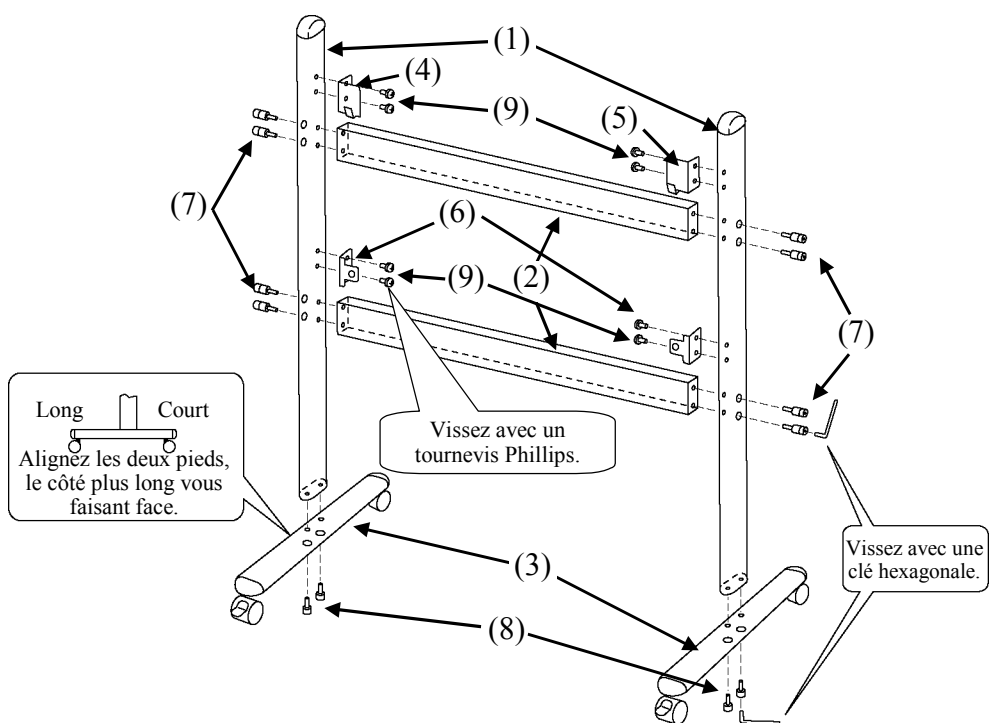 (1)
(4)
(9)
(5)
(7)
(6)
(2)
(9)
(7)
Long Court
Alignez les deux pieds,
le côté plus long vous
faisant face.
Vissez avec un
tournevis Phillips.
(3)
Vissez avec une
clé hexagonale.
(8)